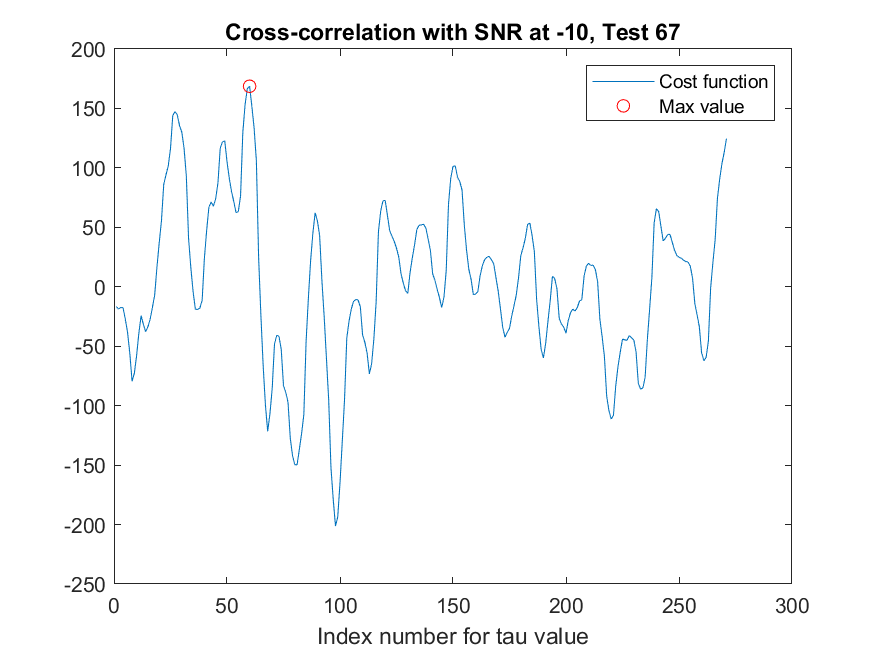 Cross-correlation with SNR at -10, Test 67
200
150
100
50
0
-50
-100
-150
-200
-250
Cost function
Max value
0 50 100 150 200 250 300
Index number for tau value